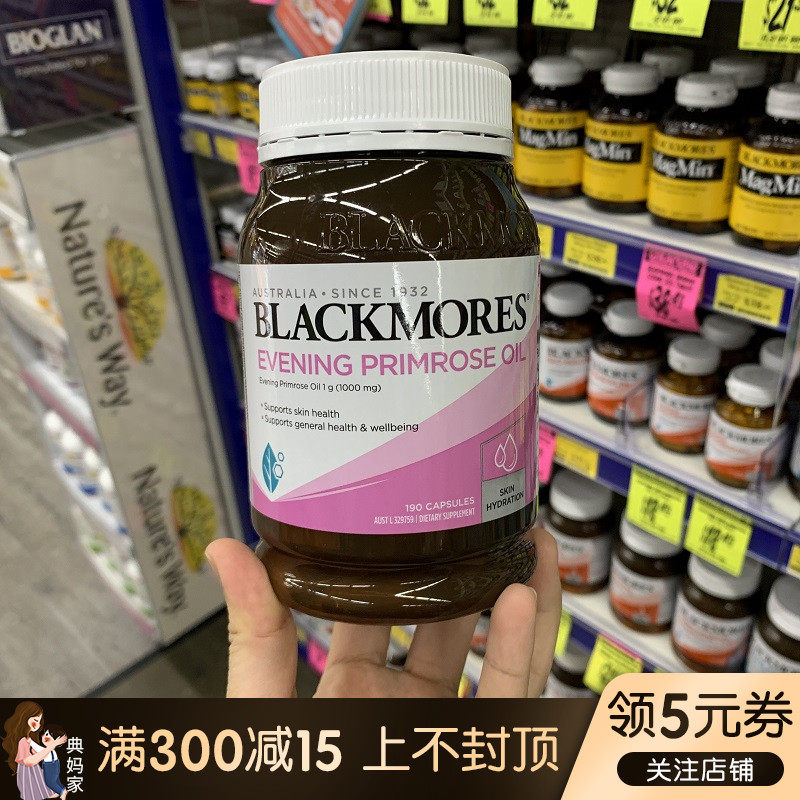 BIOGLAN
Nature's Way.
Nature's Way.
BLACKMORES
MagMin
MagMin
MagMin
BLACKMORES
MagMin
BLACKMORES
AUSTRALIA • SINCE 1932
BLACKMORES®
EVENING PRIMROSE OIL
Evening Primrose Oil 1 g (1000 mg)
• Supports skin health
• Supports general health & wellbeing
SKIN
HYDRATION
190 CAPSULES
AUST L 329759 | DIETARY SUPPLEMENT
典妈家
满300减15 上不封顶
领5元券
关注店铺